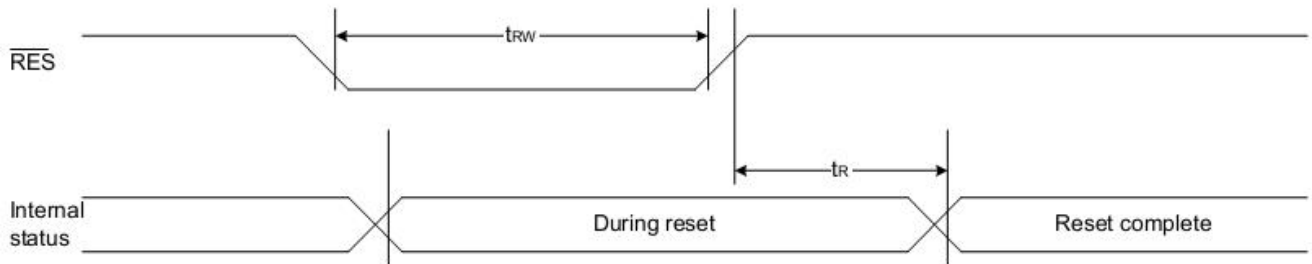 tRW
RES
tR
Internal
status
During reset
Reset complete